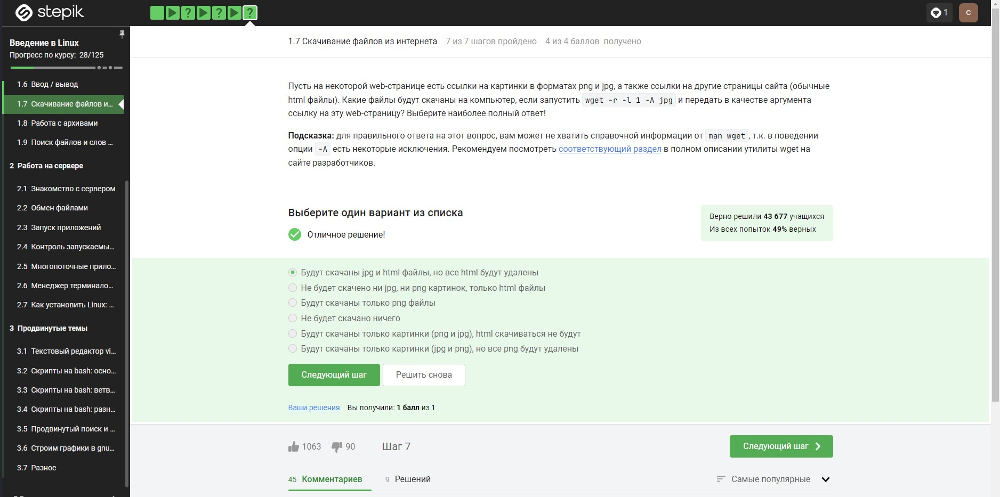 stepik
? ? ?
1
C
Введение в Linux
Прогресс по курсу: 28/125
1.6 Ввод / вывод
1.7 Скачивание файлов и...
1.8 Работа с архивами
1.9 Поиск файлов и слов ...
2 Работа на сервере
2.1 Знакомство с сервером
2.2 Обмен файлами
2.3 Запуск приложений
2.4 Контроль запускаемы...
2.5 Многопоточные прило...
2.6 Менеджер терминало...
2.7 Как установить Linux: ...
3 Продвинутые темы
3.1 Текстовый редактор vi...
3.2 Скрипты на bash: осно...
3.3 Скрипты на bash: ветв...
3.4 Скрипты на bash: разн...
3.5 Продвинутый поиск и ...
3.6 Строим графики в gnu...
3.7 Разное
1.7 Скачивание файлов из интернета 7 из 7 шагов пройдено 4 из 4 баллов получено
Пусть на некоторой web-странице есть ссылки на картинки в форматах png и jpg, а также ссылки на другие страницы сайта (обычные
html файлы). Какие файлы будут скачаны на компьютер, если запустить wget -r -l 1 -A jpg и передать в качестве аргумента
ссылку на эту web-страницу? Выберите наиболее полный ответ!
Подсказка: для правильного ответа на этот вопрос, вам может не хватить справочной информации от man wget, т.к. в поведении
опции -A есть некоторые исключения. Рекомендуем посмотреть соответствующий раздел в полном описании утилиты wget на
сайте разработчиков.
Выберите один вариант из списка
Отличное решение!
Верно решили 43 677 учащихся
Из всех попыток 49% верных
Будут скачаны jpg и html файлы, но все html будут удалены
Не будет скачено ни jpg, ни png картинок, только html файлы
Будут скачаны только png файлы
Не будет скачано ничего
Будут скачаны только картинки (png и jpg), html скачиваться не будут
Будут скачаны только картинки (jpg и png), но все png будут удалены
Следующий шаг Решить снова
Ваши решения Вы получили: 1 балл из 1
1063 90 Шаг 7 Следующий шаг
45 Комментариев 9 Решений Самые популярные